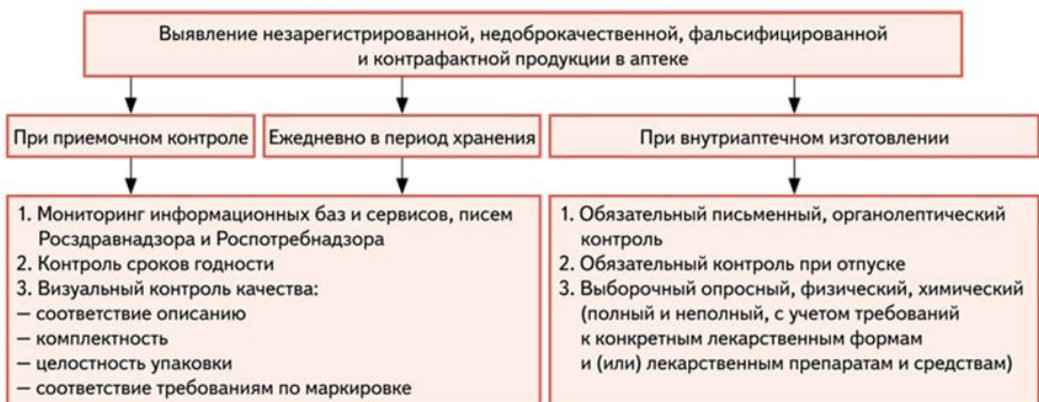 Выявление незарегистрированной, недоброкачественной, фальсифицированной
и контрафактной продукции в аптеке
При приемочном контроле
Ежедневно в период хранения
При внутриаптечном изготовлении
1. Мониторинг информационных баз и сервисов, писем
Росздравнадзора и Роспотребнадзора
2. Контроль сроков годности
3. Визуальный контроль качества:
— соответствие описанию
— комплектность
— целостность упаковки
— соответствие требованиям по маркировке
1. Обязательный письменный, органолептический
контроль
2. Обязательный контроль при отпуске
3. Выборочный опросный, физический, химический
(полный и неполный, с учетом требований
к конкретным лекарственным формам
и (или) лекарственным препаратам и средствам)